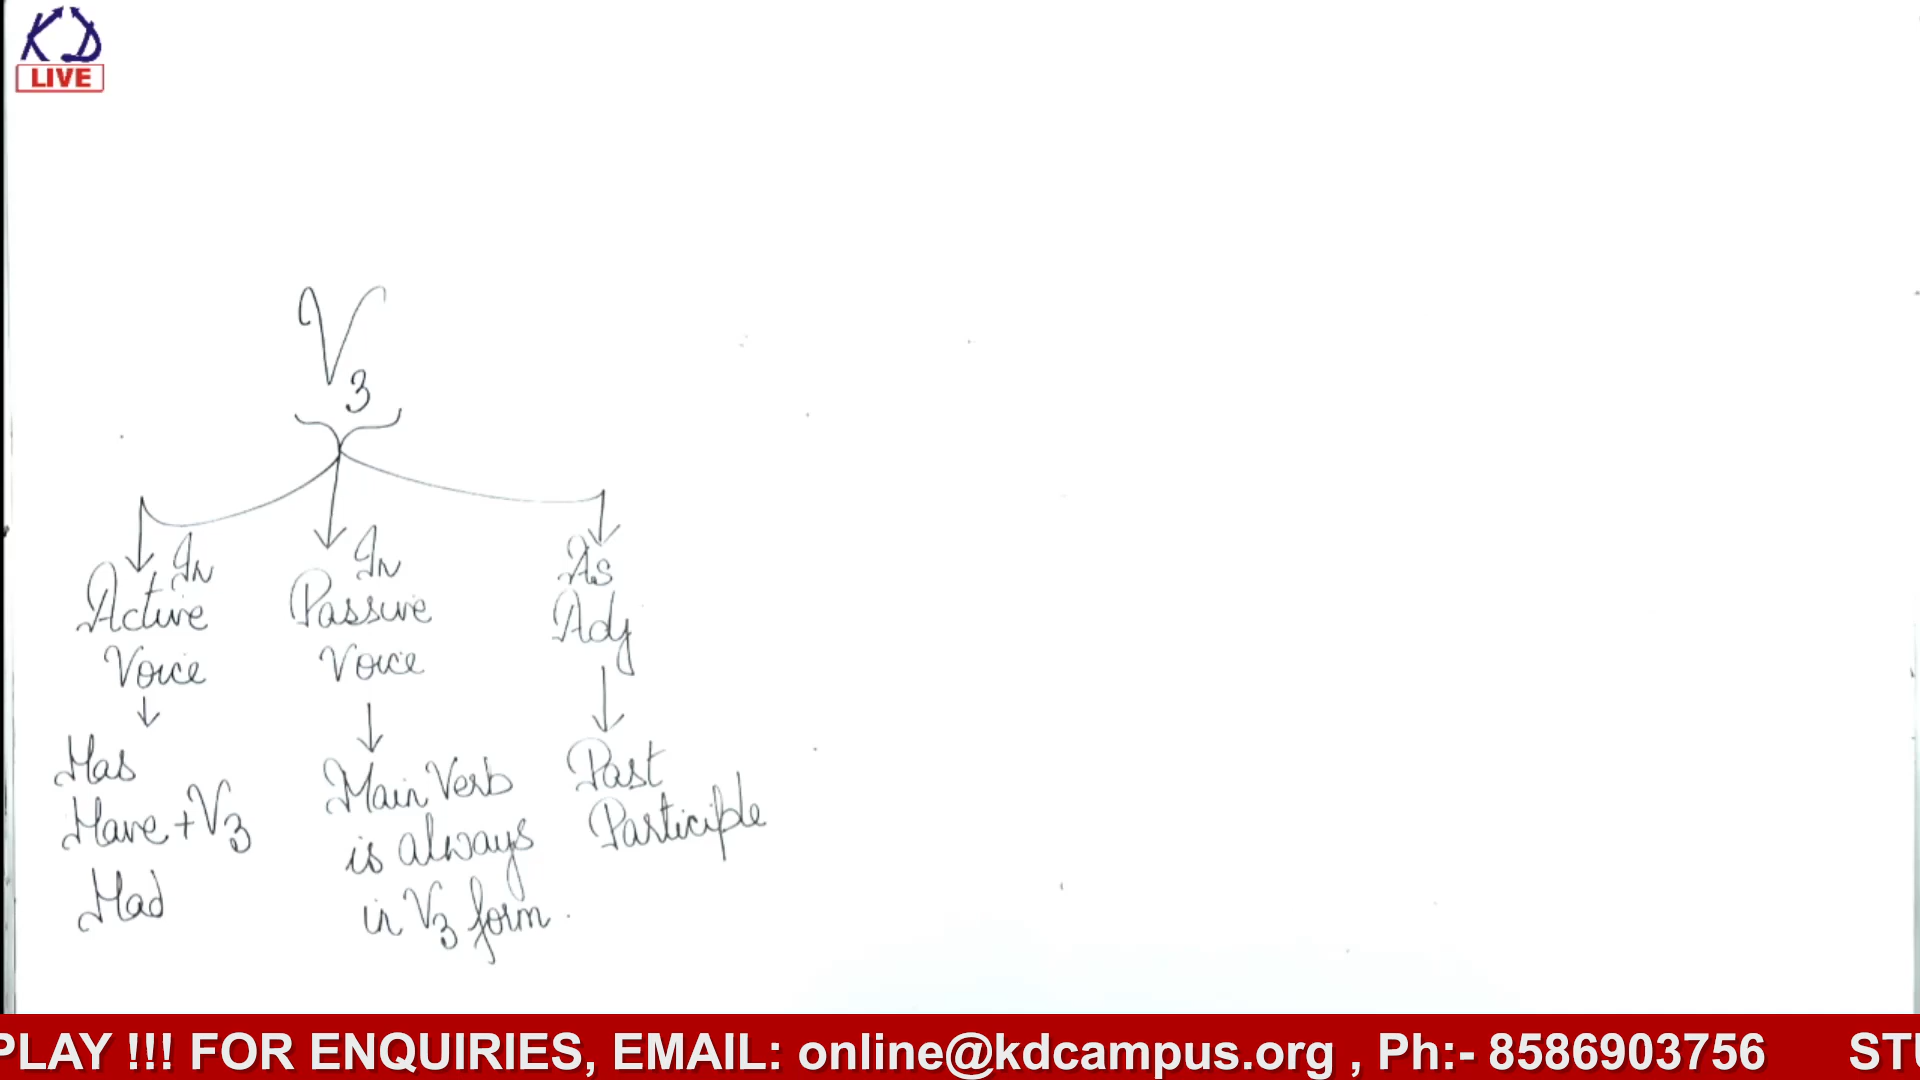 KD
LIVE
V3
In
Active
Voice
Has
Have + V3
Had
In
Passive
Voice
Main Verb
is always
in V3 form.
As
Adj
Past
Participle
PLAY !!! FOR ENQUIRIES, EMAIL: online@kdcampus.org , Ph:- 8586903756 STU